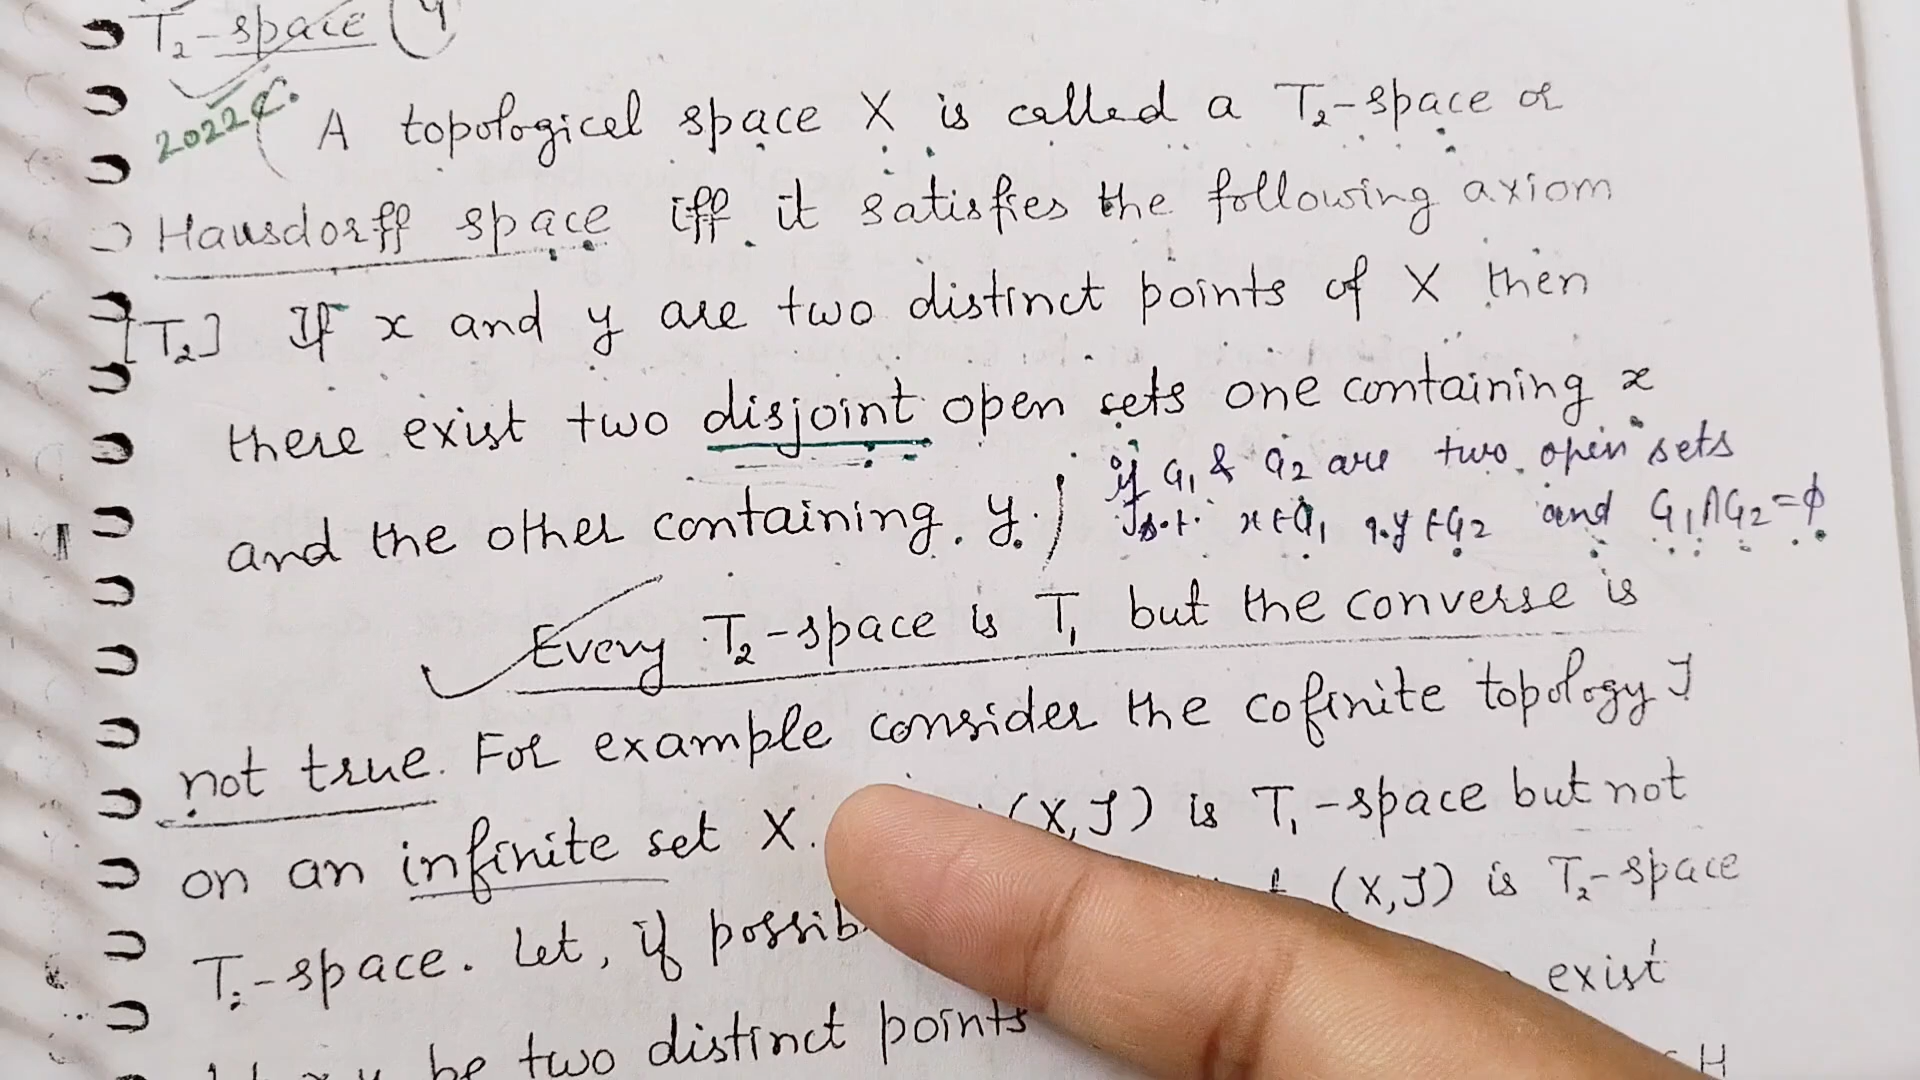 T₂-space (4
2022C.
A topological space X is called a T₂-space or
Hausdorff space iff it satisfies the following axiom
[T₂] If x and y are two distinct points of X then
there exist two disjoint open sets one containing x
and the other containing y.
if G₁ & G₂ are two open sets
s.t. x∈G₁ q.y∈G₂ and G₁∩G₂=φ
Every T₂-space is T₁ but the converse is
not true. For example consider the cofinite topology J
on an infinite set X. (X,J) is T₁-space but not
T₂-space. Let, if (X,J) is T₂-space
x, y be two distinct points exist
H